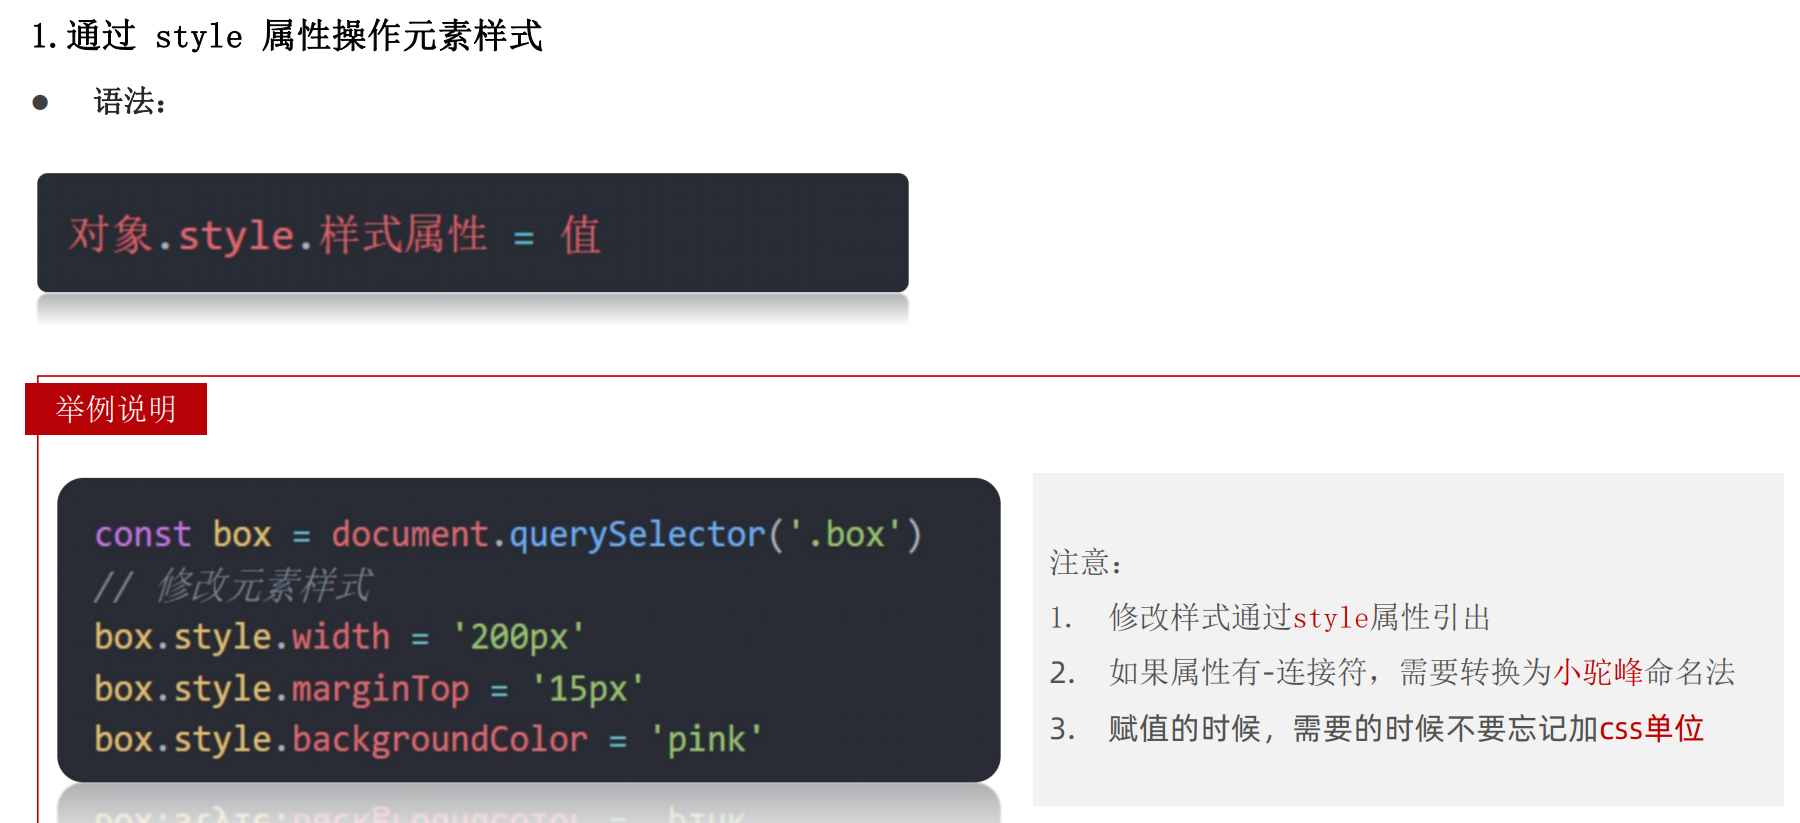 1.通过 style 属性操作元素样式
● 语法：
对象.style.样式属性 = 值
举例说明
const box = document.querySelector('.box')
// 修改元素样式
box.style.width = '200px'
box.style.marginTop = '15px'
box.style.backgroundColor = 'pink'
注意：
1. 修改样式通过style属性引出
2. 如果属性有-连接符，需要转换为小驼峰命名法
3. 赋值的时候，需要的时候不要忘记加css单位